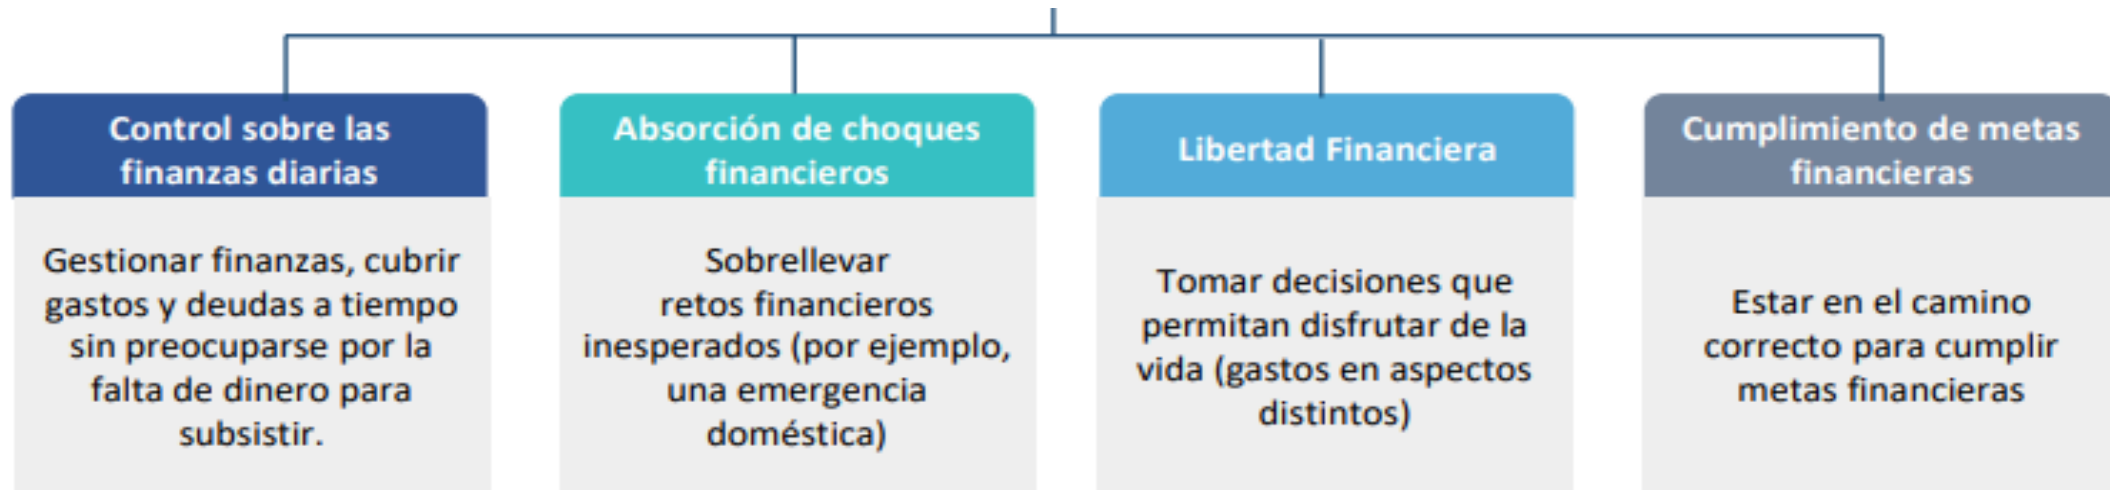 Control sobre las
finanzas diarias
Gestionar finanzas, cubrir
gastos y deudas a tiempo
sin preocuparse por la
falta de dinero para
subsistir.
Absorción de choques
financieros
Sobrellevar
retos financieros
inesperados (por ejemplo,
una emergencia
doméstica)
Libertad Financiera
Tomar decisiones que
permitan disfrutar de la
vida (gastos en aspectos
distintos)
Cumplimiento de metas
financieras
Estar en el camino
correcto para cumplir
metas financieras